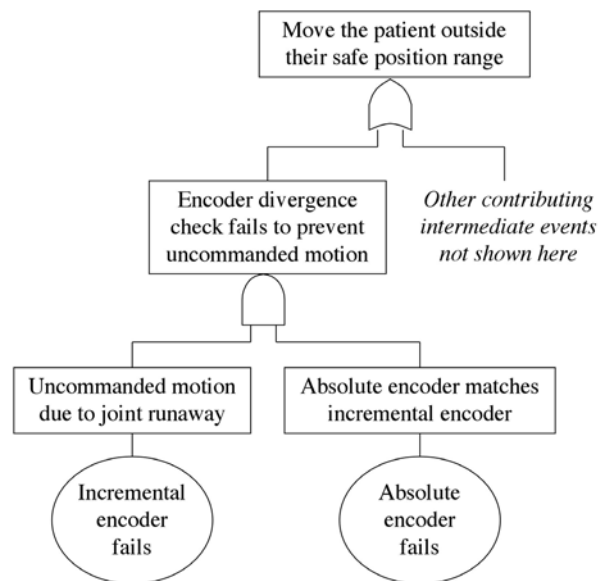 Move the patient outside
their safe position range
Encoder divergence
check fails to prevent
uncommanded motion
Other contributing
intermediate events
not shown here
Uncommanded motion
due to joint runaway
Absolute encoder matches
incremental encoder
Incremental
encoder
fails
Absolute
encoder
fails